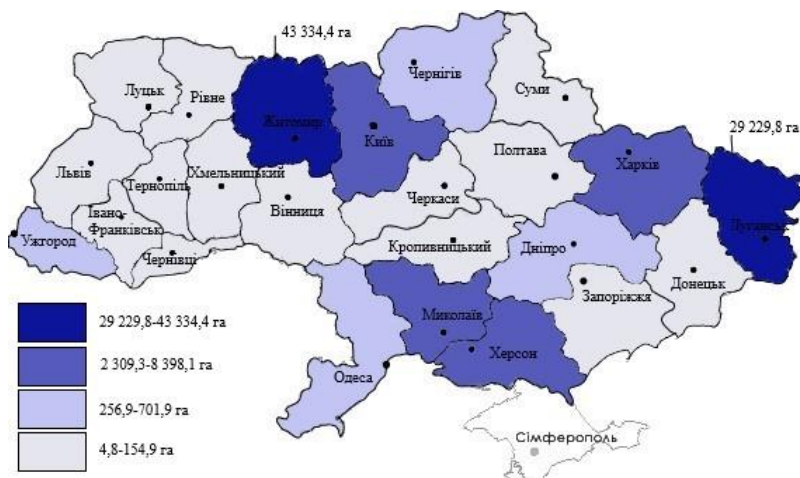 43 334,4 га
Чернігів
Луцьк
Рівне
Суми
Житомир
Київ
29 229,8 га
Львів
Тернопіль
Хмельницький
Полтава
Харків
Вінниця
Черкаси
Івано
Франківськ
Луганськ
Ужгород
Чернівці
Кропивницький
Дніпро
Донецьк
Запоріжжя
Миколаїв
Херсон
Одеса
Сімферополь
29 229,8-43 334,4 га
2 309,3-8 398,1 га
256,9-701,9 га
4,8-154,9 га